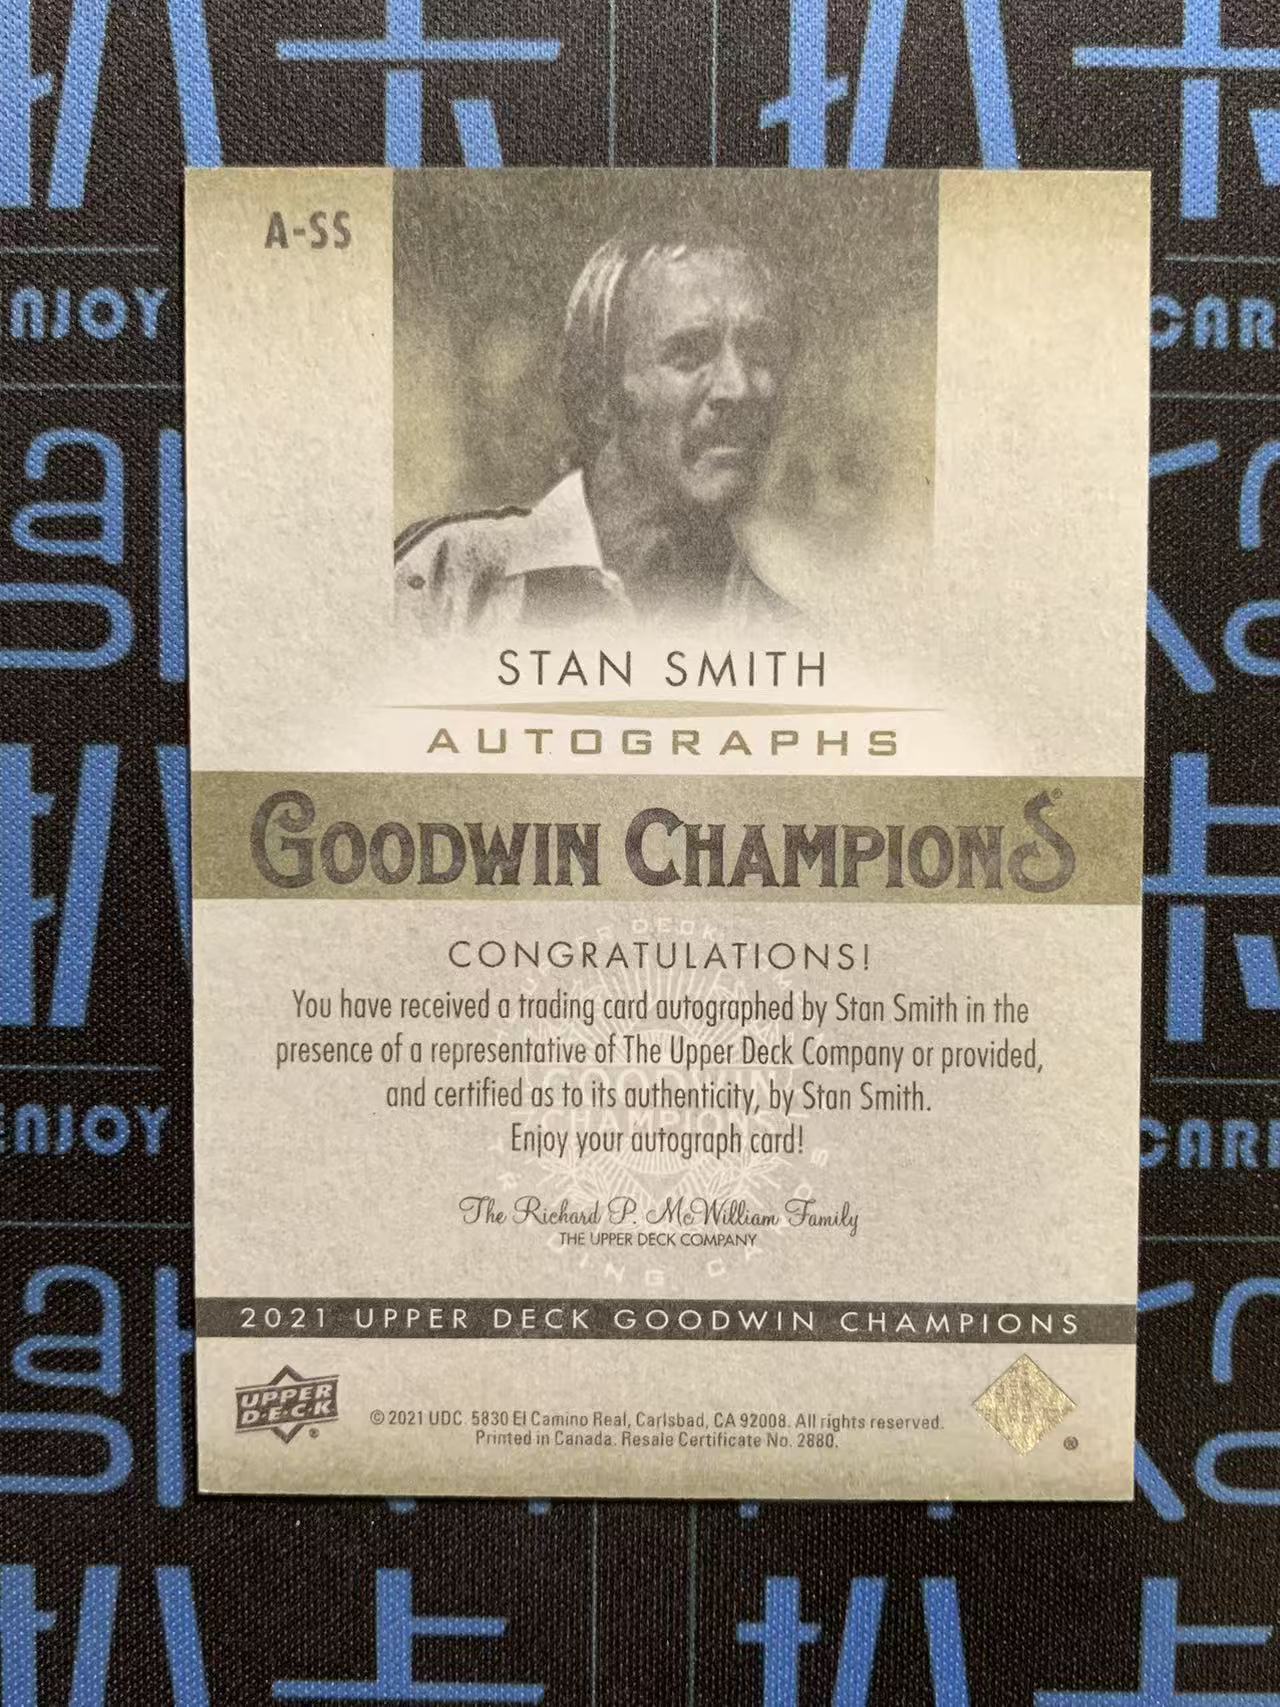 A-SS
STAN SMITH
AUTOGRAPHS
GOODWIN CHAMPIONS®
CONGRATULATIONS!
You have received a trading card autographed by Stan Smith in the
presence of a representative of The Upper Deck Company or provided,
and certified as to its authenticity, by Stan Smith.
Enjoy your autograph card!
The Richard P. McWilliam Family
THE UPPER DECK COMPANY
2021 UPPER DECK GOODWIN CHAMPIONS
UPPER
D·E·C·K®
© 2021 UDC. 5830 El Camino Real, Carlsbad, CA 92008. All rights reserved.
Printed in Canada. Resale Certificate No. 2880.
®
NJOY
CAR
ENJOY
CAR